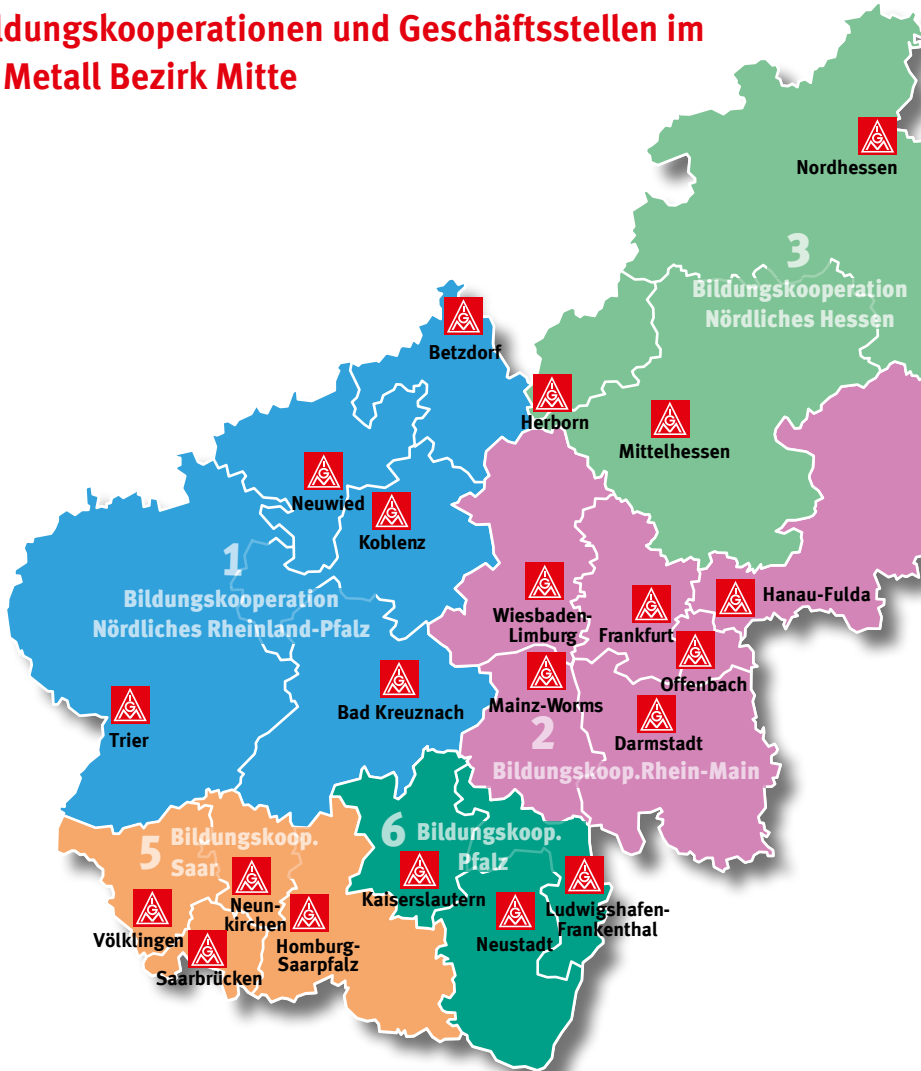 ldungskooperationen und Geschäftsstellen im
Metall Bezirk Mitte
Nordhessen
3
Bildungskooperation
Nördliches Hessen
Betzdorf
Herborn
Mittelhessen
Neuwied
Koblenz
1
Bildungskooperation
Nördliches Rheinland-Pfalz
Wiesbaden-
Limburg
Frankfurt
Hanau-Fulda
Offenbach
Bad Kreuznach
Mainz-Worms
Trier
Darmstadt
2
Bildungskoop.Rhein-Main
5 Bildungskoop.
Saar
6 Bildungskoop.
Pfalz
Kaiserslautern
Neun-
kirchen
Völklingen
Homburg-
Saarpfalz
Saarbrücken
Neustadt
Ludwigshafen-
Frankenthal